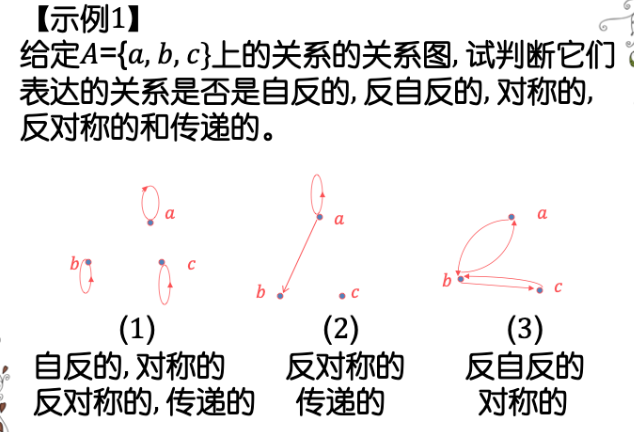 【示例1】
给定A={a, b, c}上的关系的关系图, 试判断它们
表达的关系是否是自反的, 反自反的, 对称的,
反对称的和传递的。
a
b
c
a
b
c
a
b
c
(1)
(2)
(3)
自反的, 对称的
反对称的, 传递的
反对称的
传递的
反自反的
对称的